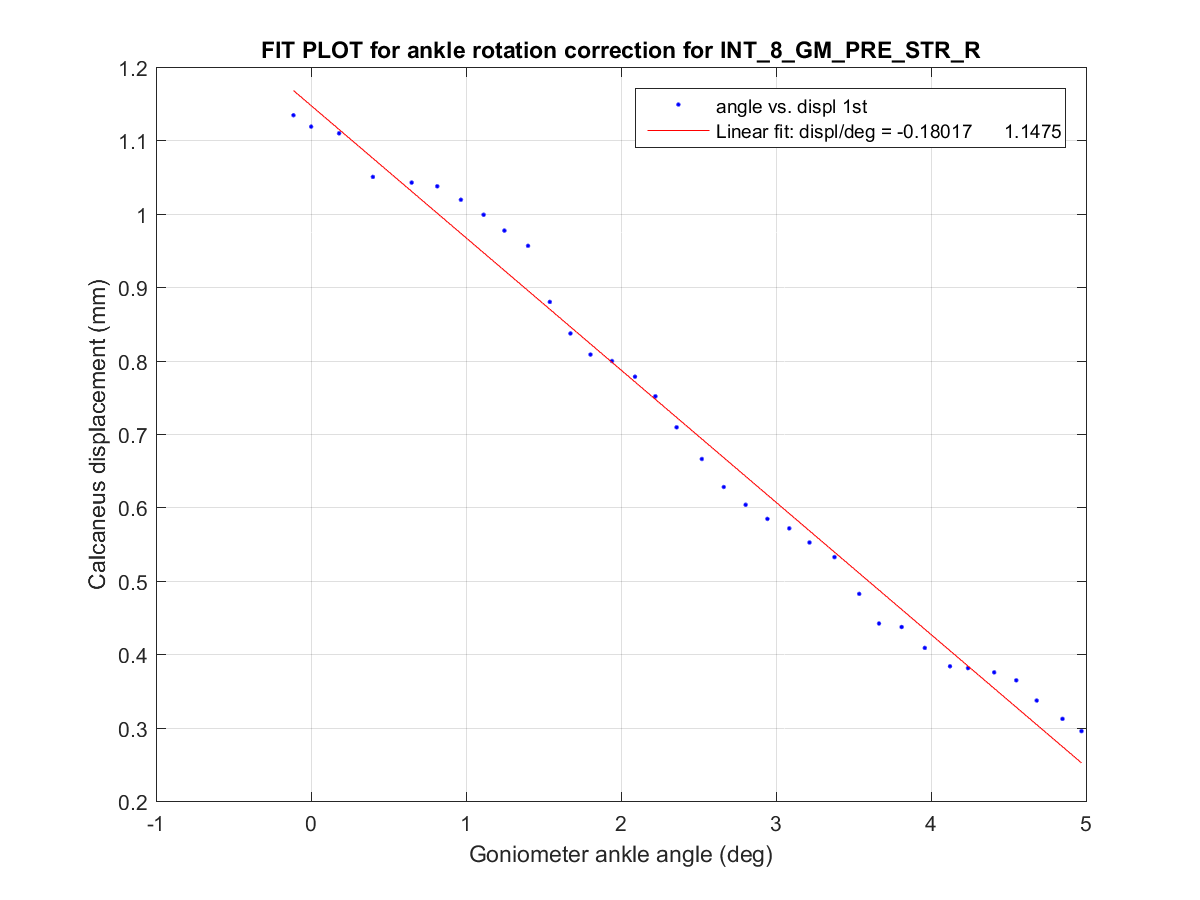 FIT PLOT for ankle rotation correction for INT_8_GM_PRE_STR_R
angle vs. displ 1st
Linear fit: displ/deg = -0.18017 1.1475
1.2
1.1
1
0.9
0.8
0.7
0.6
0.5
0.4
0.3
0.2
Calcaneus displacement (mm)
-1 0 1 2 3 4 5
Goniometer ankle angle (deg)